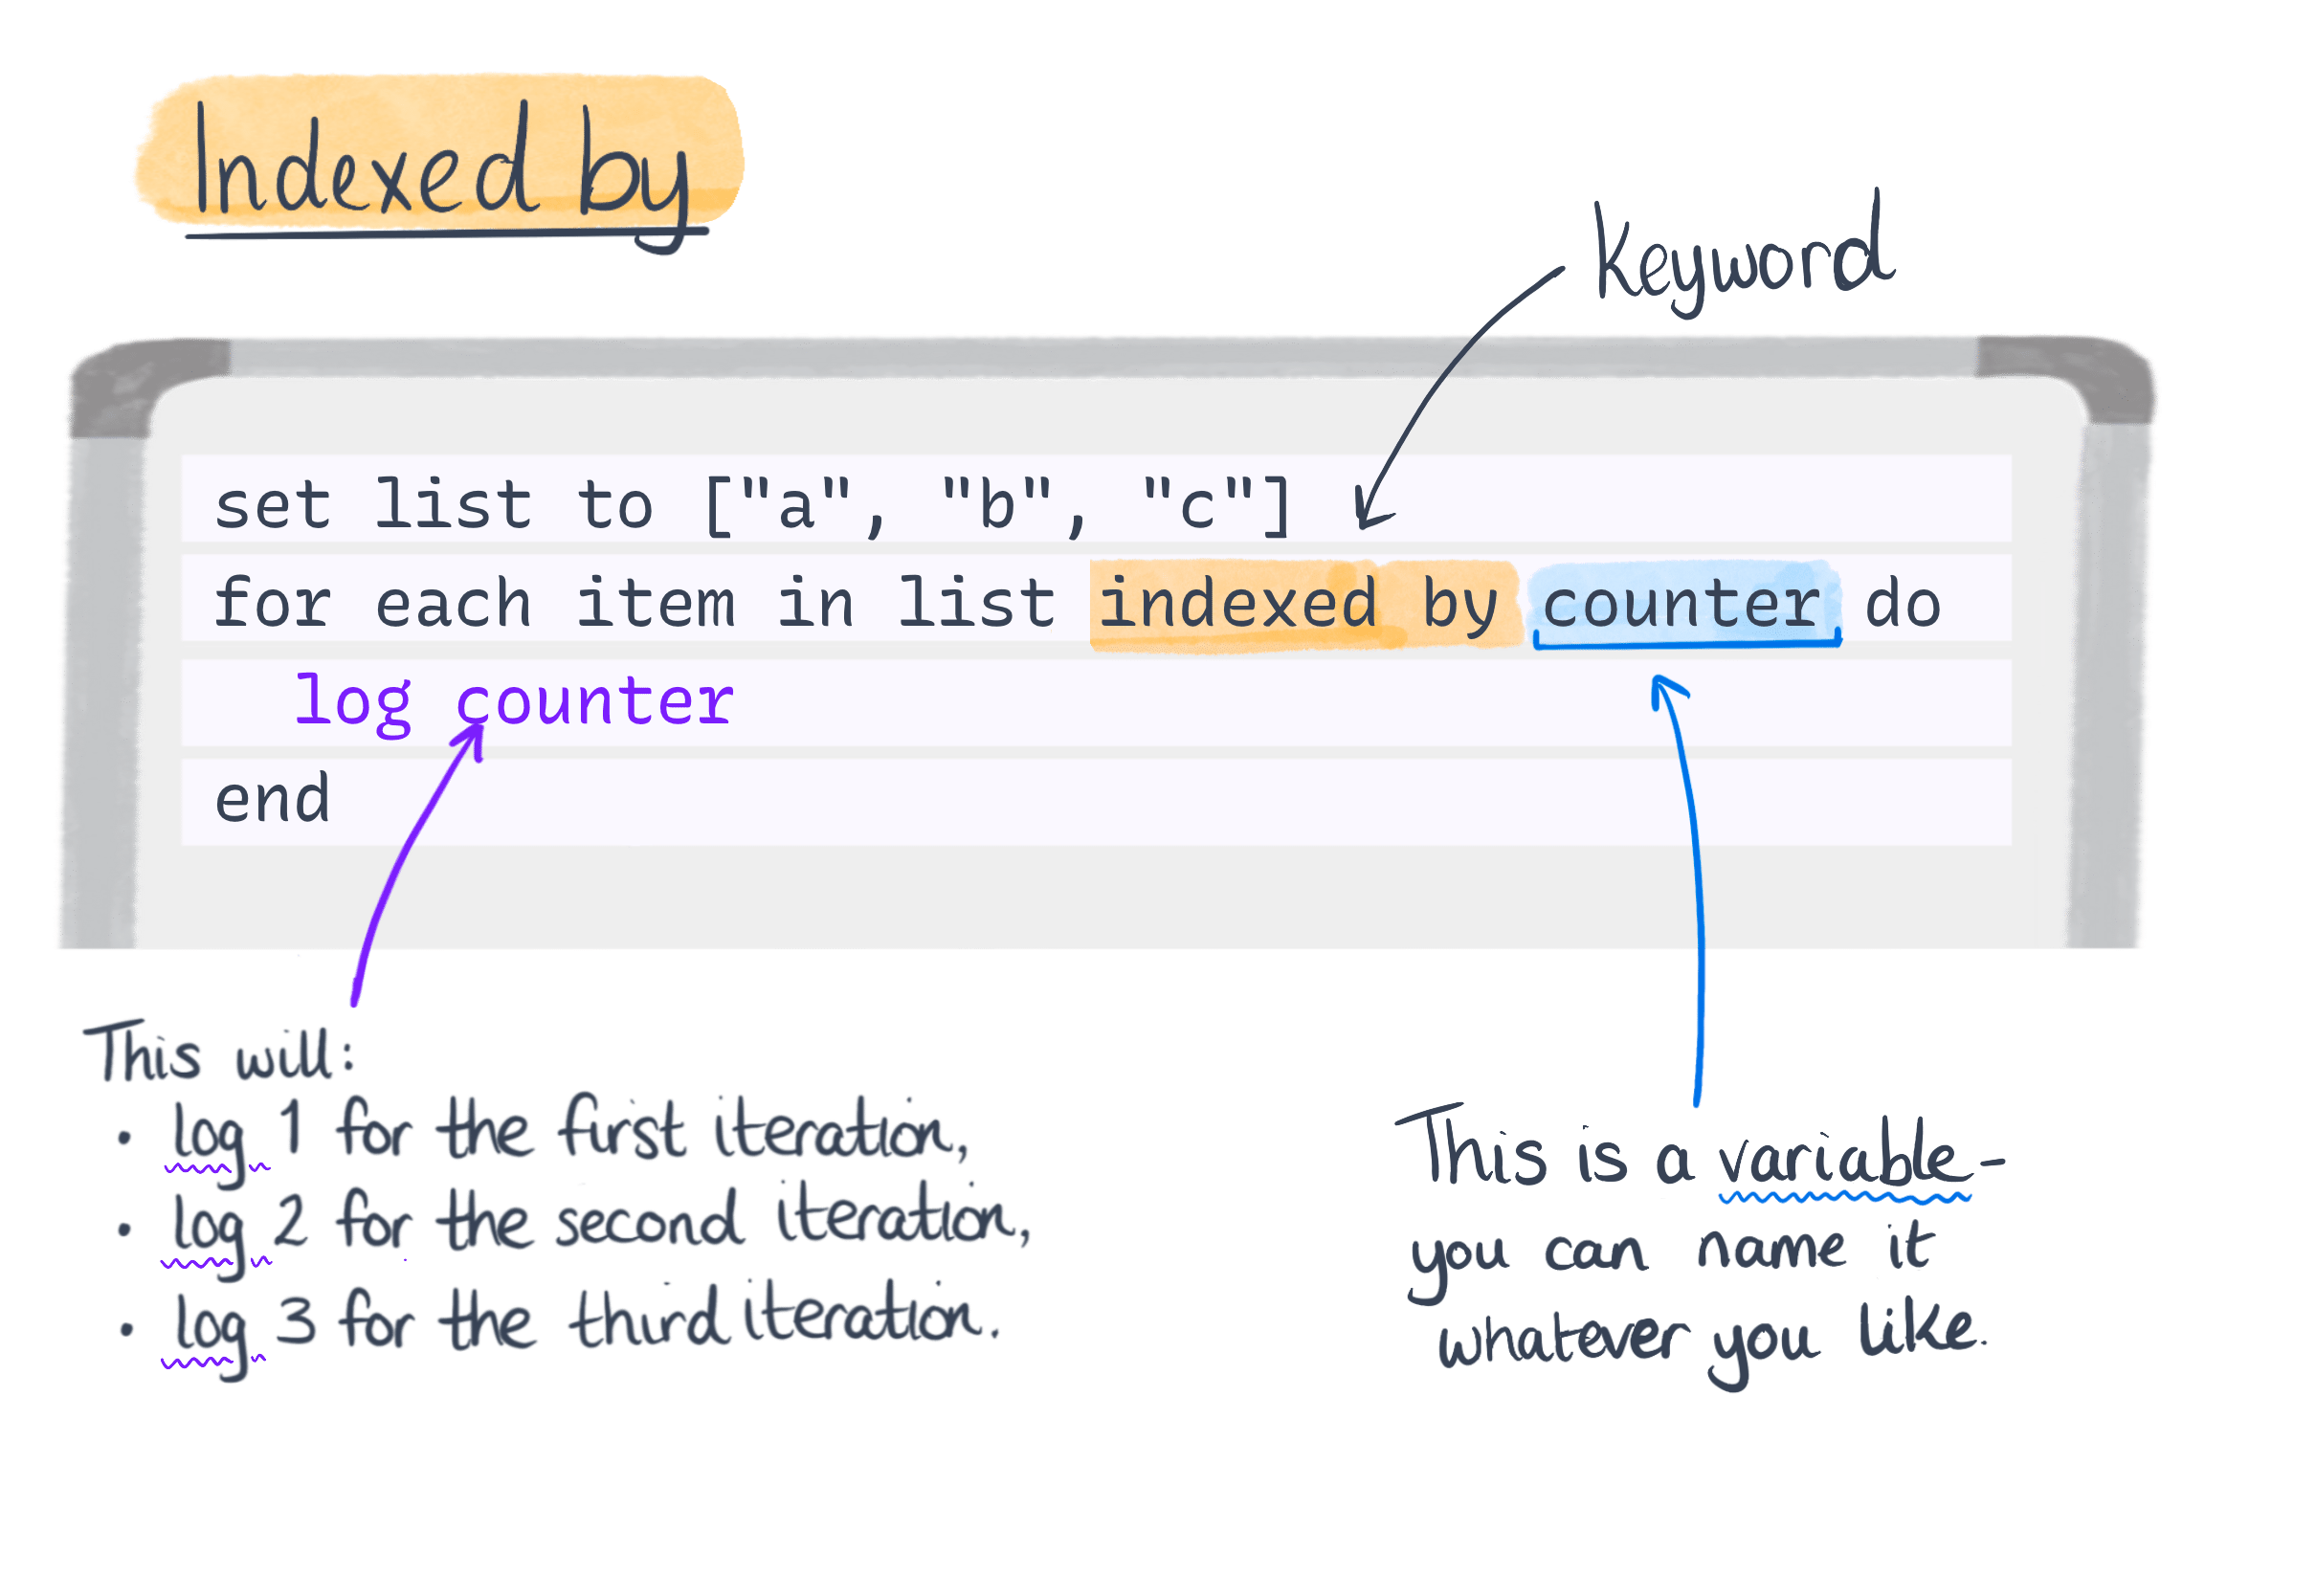 Indexed by
Keyword
set list to ["a", "b", "c"]
for each item in list indexed by counter do
  log counter
end
This will:
• log 1 for the first iteration,
• log 2 for the second iteration,
• log 3 for the third iteration.
This is a variable-
you can name it
whatever you like.